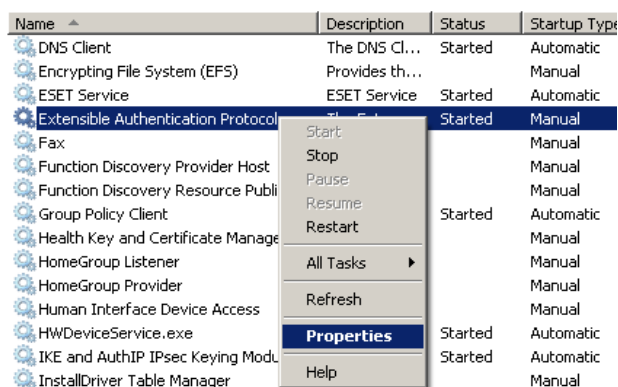 Name Description Status Startup Type
DNS Client The DNS Cl... Started Automatic
Encrypting File System (EFS) Provides th... Manual
ESET Service ESET Service Started Automatic
Extensible Authentication Protocol Started Manual
Start
Fax Manual
Stop
Function Discovery Provider Host Manual
Pause
Function Discovery Resource Publi Manual
Resume
Group Policy Client Started Automatic
Restart
Health Key and Certificate Manage Manual
HomeGroup Listener Manual
All Tasks
HomeGroup Provider Manual
Refresh
Human Interface Device Access Manual
HWDeviceService.exe Started Automatic
Properties
IKE and AuthIP IPsec Keying Modu Started Automatic
Help
InstallDriver Table Manager Manual